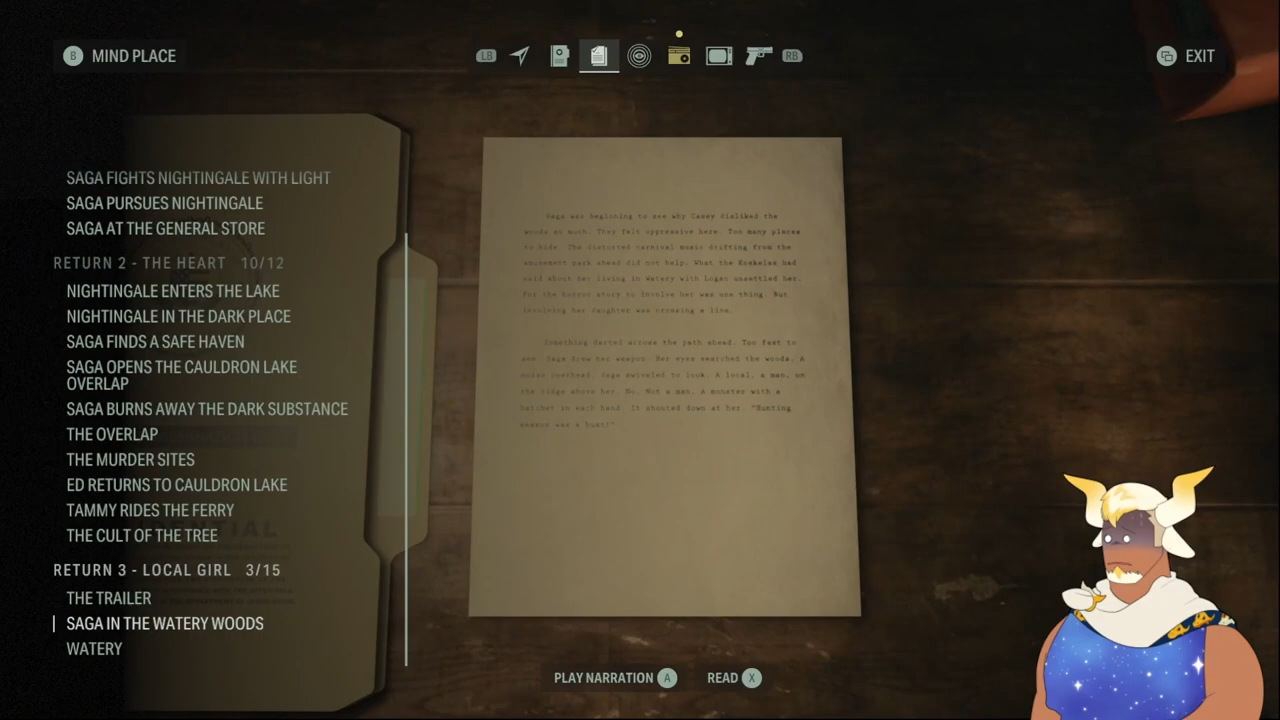 B MIND PLACE
LB
RB
EXIT
SAGA FIGHTS NIGHTINGALE WITH LIGHT
SAGA PURSUES NIGHTINGALE
SAGA AT THE GENERAL STORE
RETURN 2 - THE HEART 10/12
NIGHTINGALE ENTERS THE LAKE
NIGHTINGALE IN THE DARK PLACE
SAGA FINDS A SAFE HAVEN
SAGA OPENS THE CAULDRON LAKE
OVERLAP
SAGA BURNS AWAY THE DARK SUBSTANCE
THE OVERLAP
THE MURDER SITES
ED RETURNS TO CAULDRON LAKE
TAMMY RIDES THE FERRY
THE CULT OF THE TREE
RETURN 3 - LOCAL GIRL 3/15
THE TRAILER
SAGA IN THE WATERY WOODS
WATERY
Saga was beginning to see why Casey disliked the
woods so much. They felt oppressive here. Too many places
to hide. The distorted carnival music drifting from the
amusement park ahead did not help. What the Koskelas had
said about her living in Watery with Logan unsettled her.
For the horror story to involve her was one thing. But
involving her daughter was crossing a line.
Something darted across the path ahead. Too fast to
see. Saga drew her weapon. Her eyes searched the woods. A
noise overhead. Saga swiveled to look. A local, a man, on
the ridge above her. No. Not a man. A monster with a
hatchet in each hand. It shouted down at her. "Hunting
season was a bust!"
PLAY NARRATION A
READ X